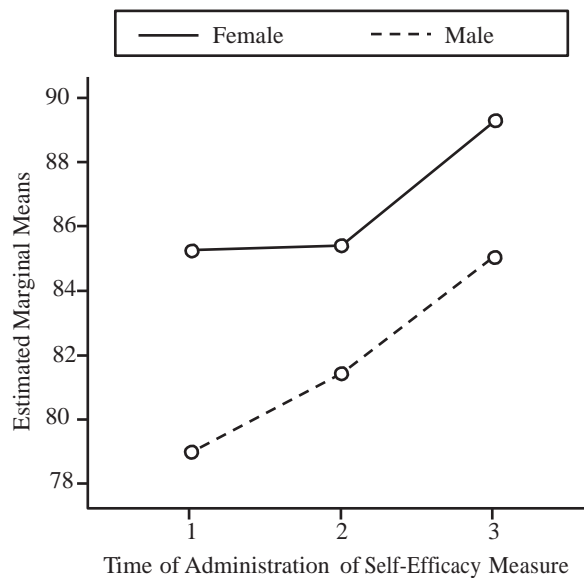 Female Male
Estimated Marginal Means
90
88
86
84
82
80
78
1 2 3
Time of Administration of Self-Efficacy Measure